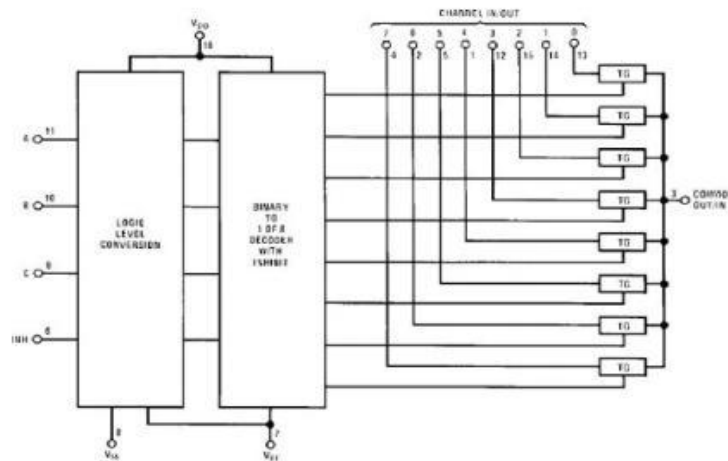 CHANNEL IN/OUT
VDD
7 6 5 4 3 2 1 0
16
4 2 5 1 12 15 14 13
TG
A 11
TG
TG
B 10
LOGIC
LEVEL
CONVERSION
BINARY
TO
1 OF 8
DECODER
WITH
INHIBIT
TG
3 COMMON
OUT/IN
TG
C 9
TG
INH 6
TG
TG
8
VSS
7
VEE